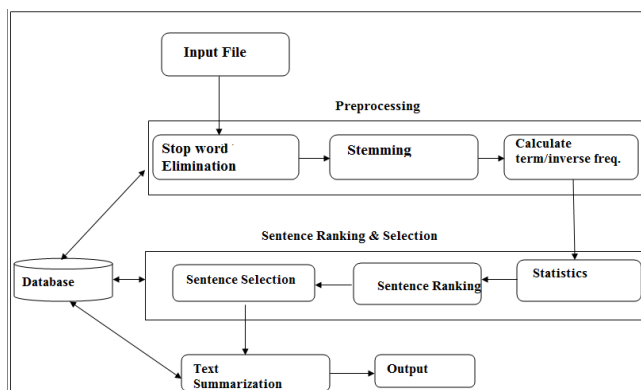 Input File
Preprocessing
Stop word
Elimination
Stemming
Calculate
term/inverse freq.
Sentence Ranking & Selection
Database
Sentence Selection
Sentence Ranking
Statistics
Text
Summarization
Output